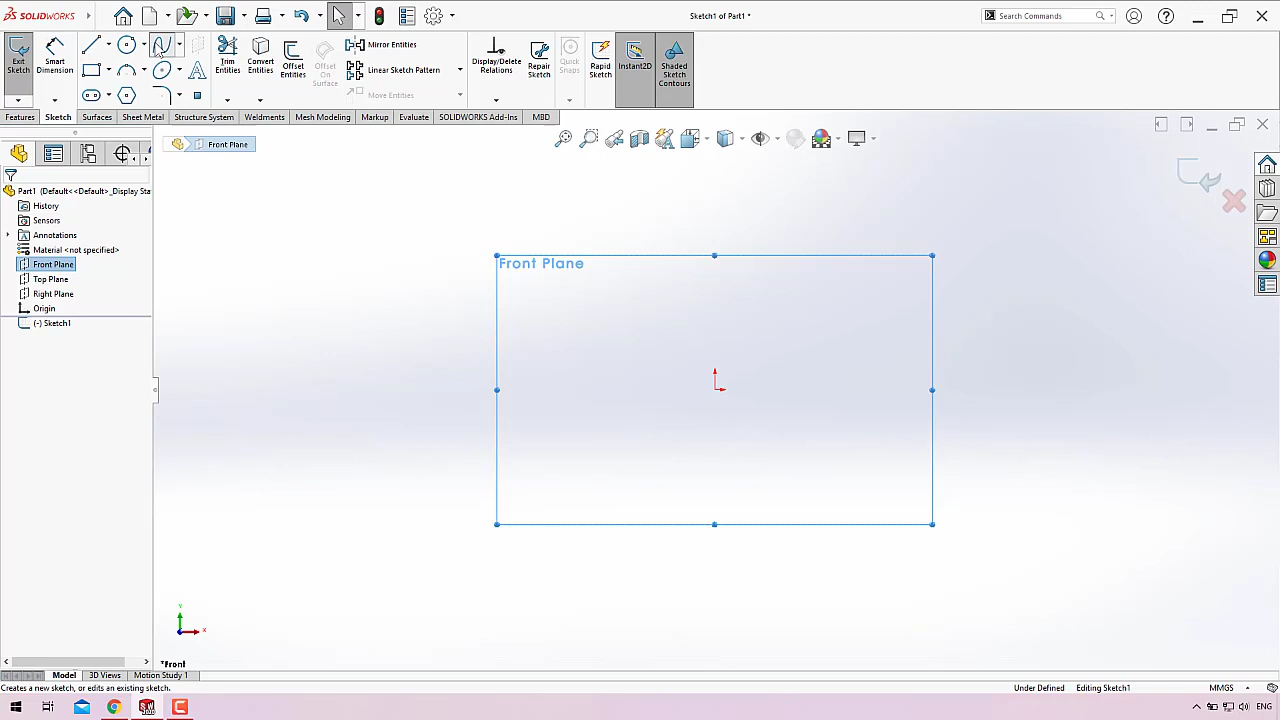 SOLIDWORKS
Sketch1 of Part1 *
Search Commands
Exit Sketch
Smart Dimension
Trim Entities
Convert Entities
Offset Entities
Offset On Surface
Mirror Entities
Linear Sketch Pattern
Move Entities
Display/Delete Relations
Repair Sketch
Quick Snaps
Rapid Sketch
Instant2D
Shaded Sketch Contours
Features
Sketch
Surfaces
Sheet Metal
Structure System
Weldments
Mesh Modeling
Markup
Evaluate
SOLIDWORKS Add-Ins
MBD
Front Plane
Part1 (Default<<Default>_Display Sta
History
Sensors
Annotations
Material <not specified>
Front Plane
Top Plane
Right Plane
Origin
(-) Sketch1
Front Plane
Y
X
*Front
Model
3D Views
Motion Study 1
Creates a new sketch, or edits an existing sketch.
Under Defined
Editing Sketch1
MMGS
ENG